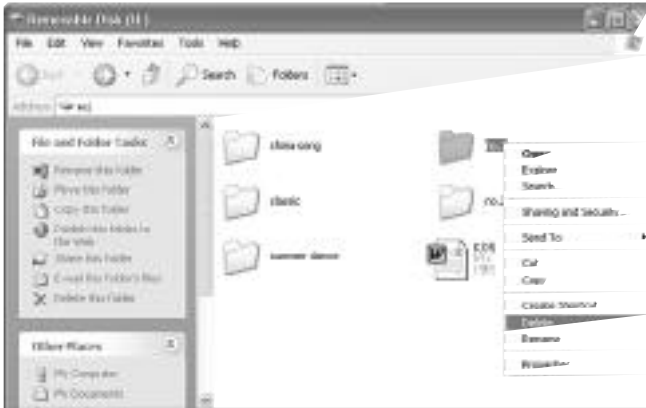 Removable Disk (H:)
File Edit View Favorites Tools Help
Search Folders
Address
File and Folder Tasks
Rename this folder
Move this folder
Copy this folder
Publish this folder to
the Web
Share this folder
E-mail this folder's files
Delete this folder
Other Places
My Computer
My Documents
china song
classic
summer dance
Open
Explore
Search...
Sharing and Security...
Send To
Cut
Copy
Create Shortcut
Delete
Rename
Properties